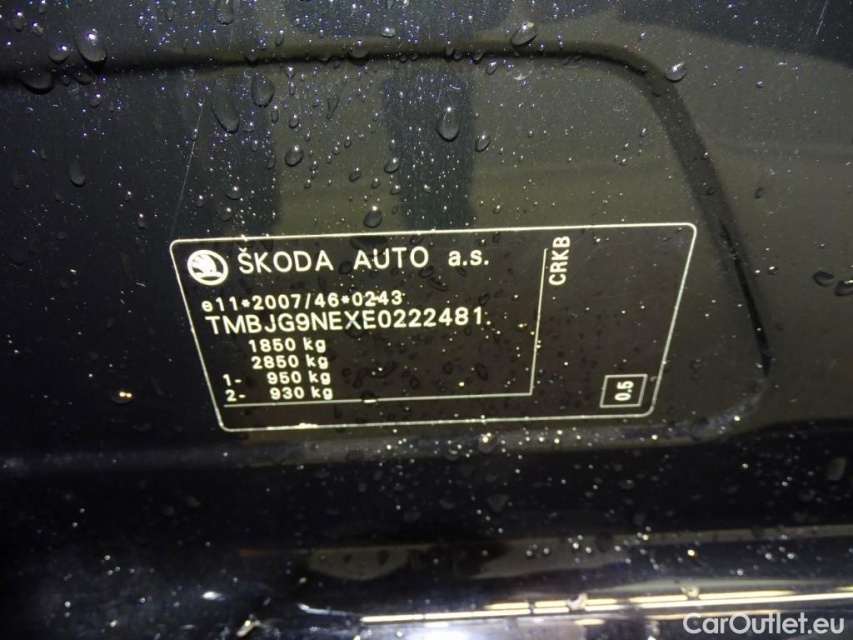 ŠKODA AUTO a.s.
e11*2007/46*0243
TMBJG9NEXE0222481
1850 kg
2850 kg
1- 950 kg
2- 930 kg
CRKB
0.5
CarOutlet.eu